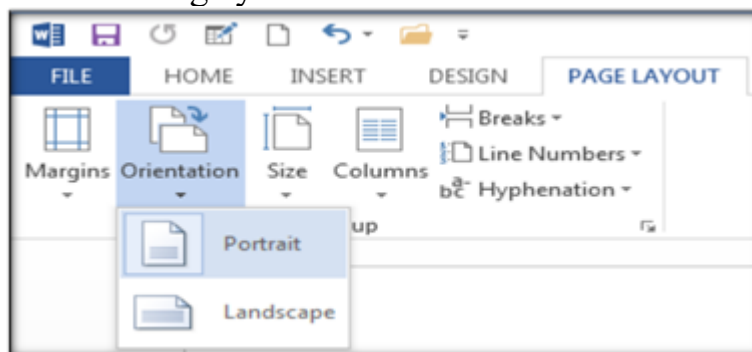 FILE HOME INSERT DESIGN PAGE LAYOUT
Breaks
Line Numbers
Margins Orientation Size Columns
Hyphenation
up
Portrait
Landscape